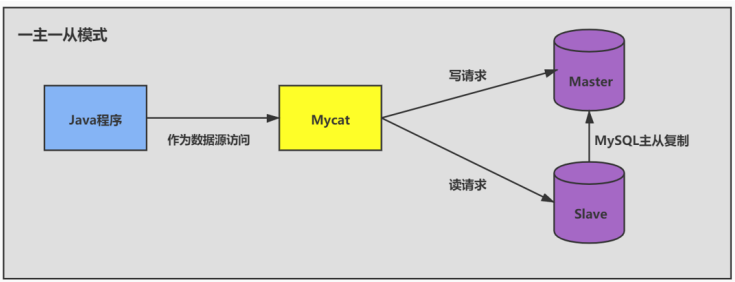 一主一从模式
Java程序
作为数据源访问
Mycat
写请求
读请求
Master
MySQL主从复制
Slave